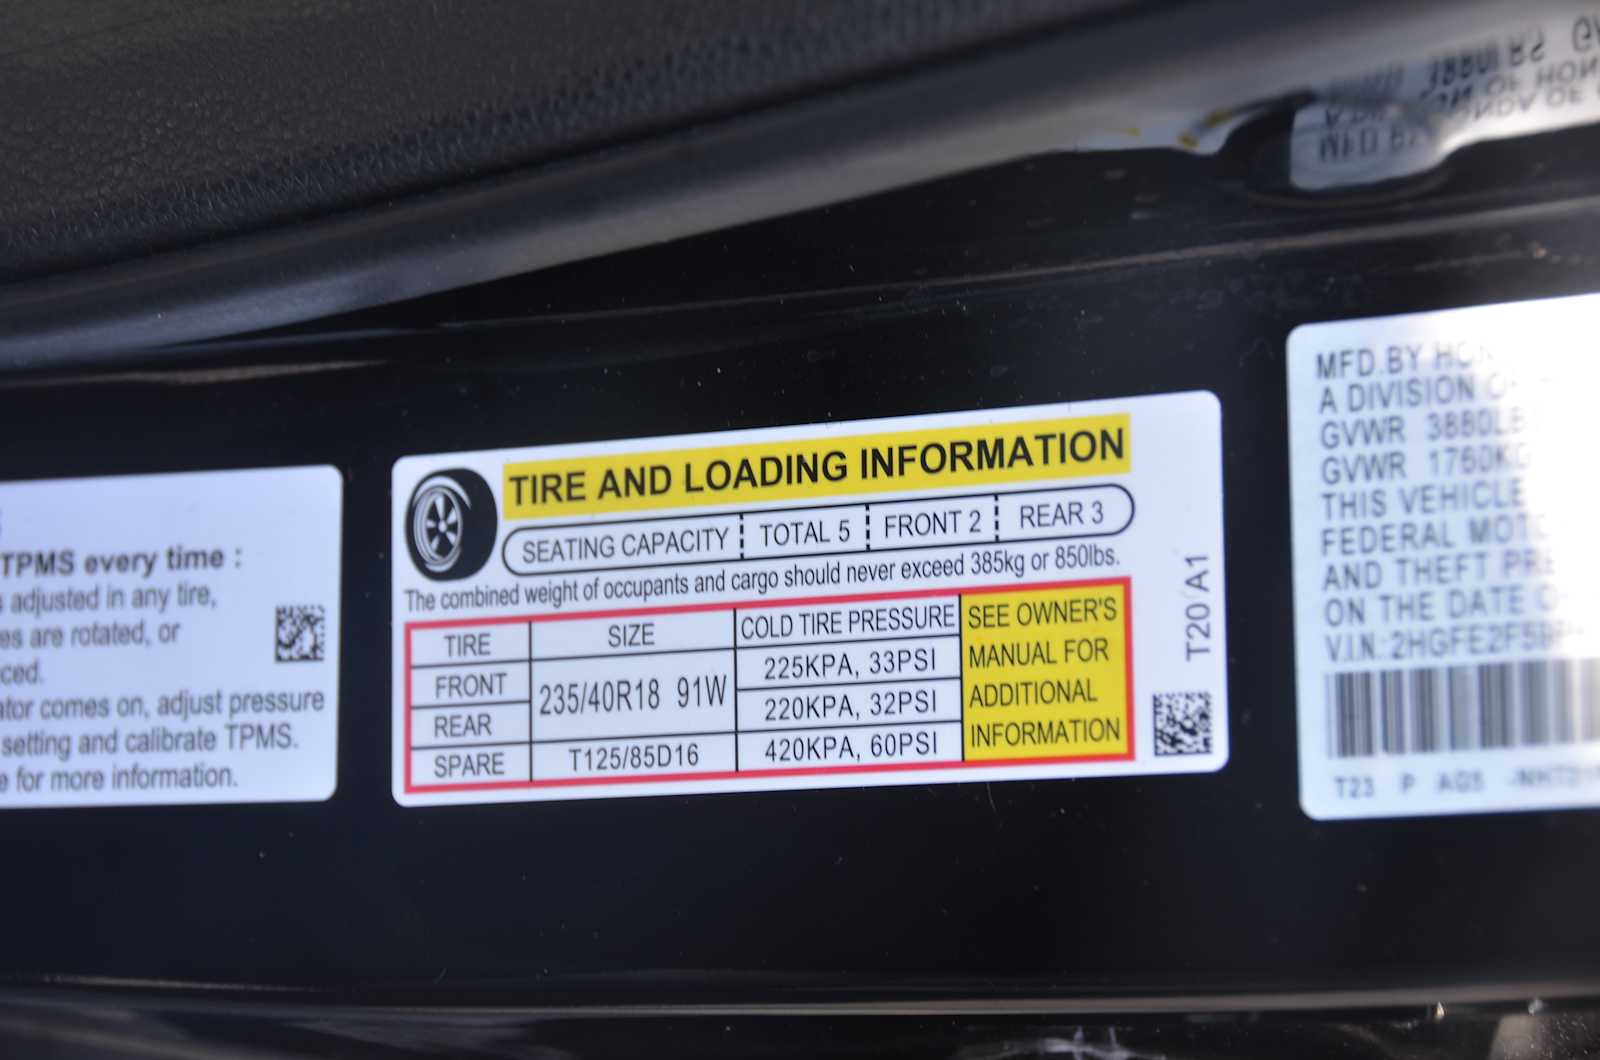 TPMS every time :
adjusted in any tire,
are rotated, or
comes on, adjust pressure
setting and calibrate TPMS.
for more information.
TIRE AND LOADING INFORMATION
SEATING CAPACITY TOTAL 5 FRONT 2 REAR 3
The combined weight of occupants and cargo should never exceed 385kg or 850lbs.
TIRE SIZE COLD TIRE PRESSURE
FRONT 235/40R18 91W 225KPA, 33PSI
REAR 220KPA, 32PSI
SPARE T125/85D16 420KPA, 60PSI
SEE OWNER'S
MANUAL FOR
ADDITIONAL
INFORMATION
T20 A1
MFD.BY
A DIVISION
GVWR 3880LB
GVWR 1760KG
THIS VEHICLE
FEDERAL
AND THEFT
ON THE DATE
V.I.N.:
T23 P